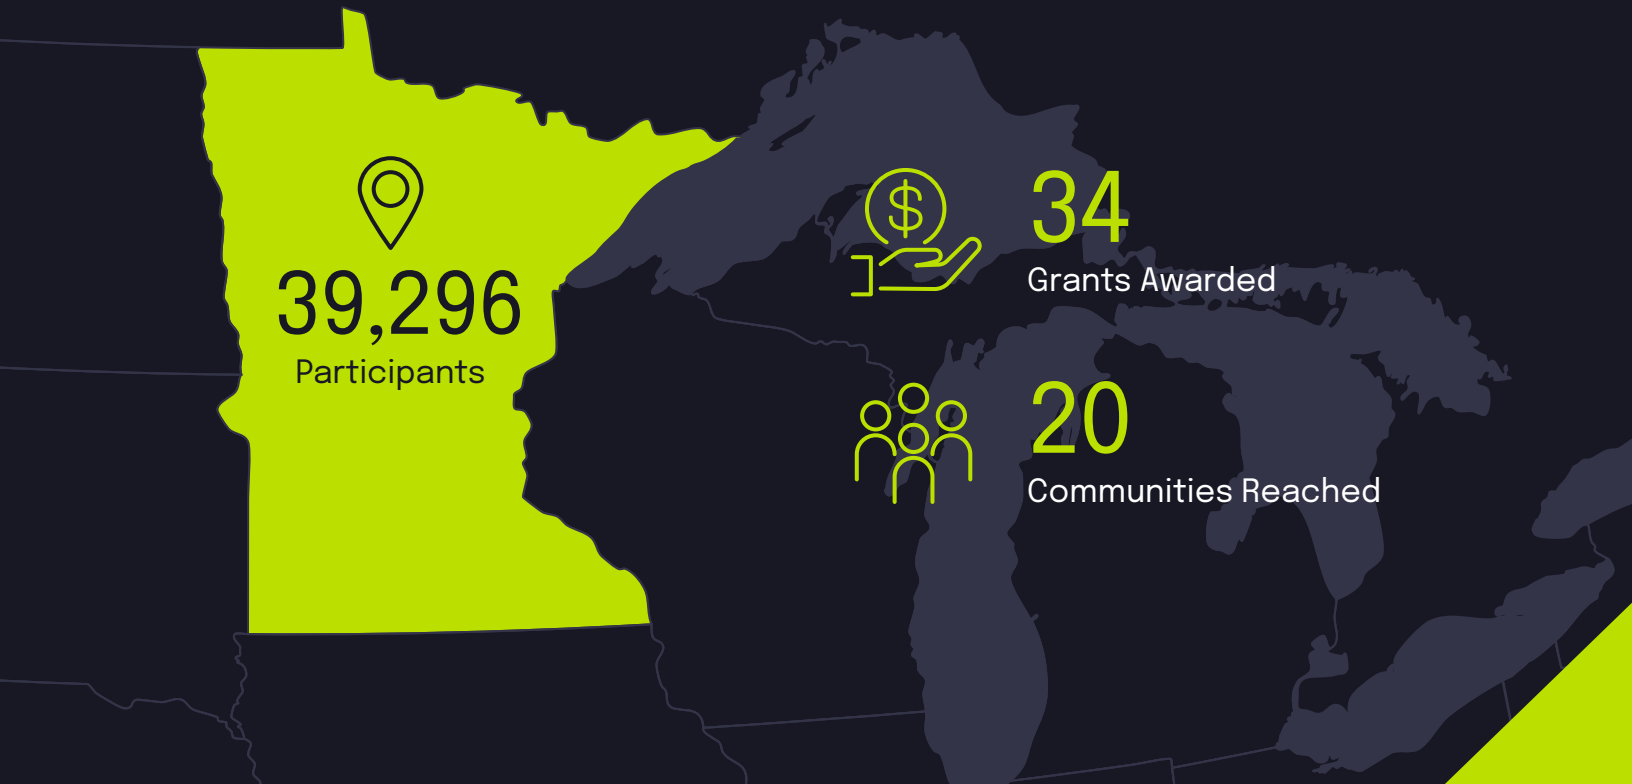 39,296
Participants
34
Grants Awarded
20
Communities Reached